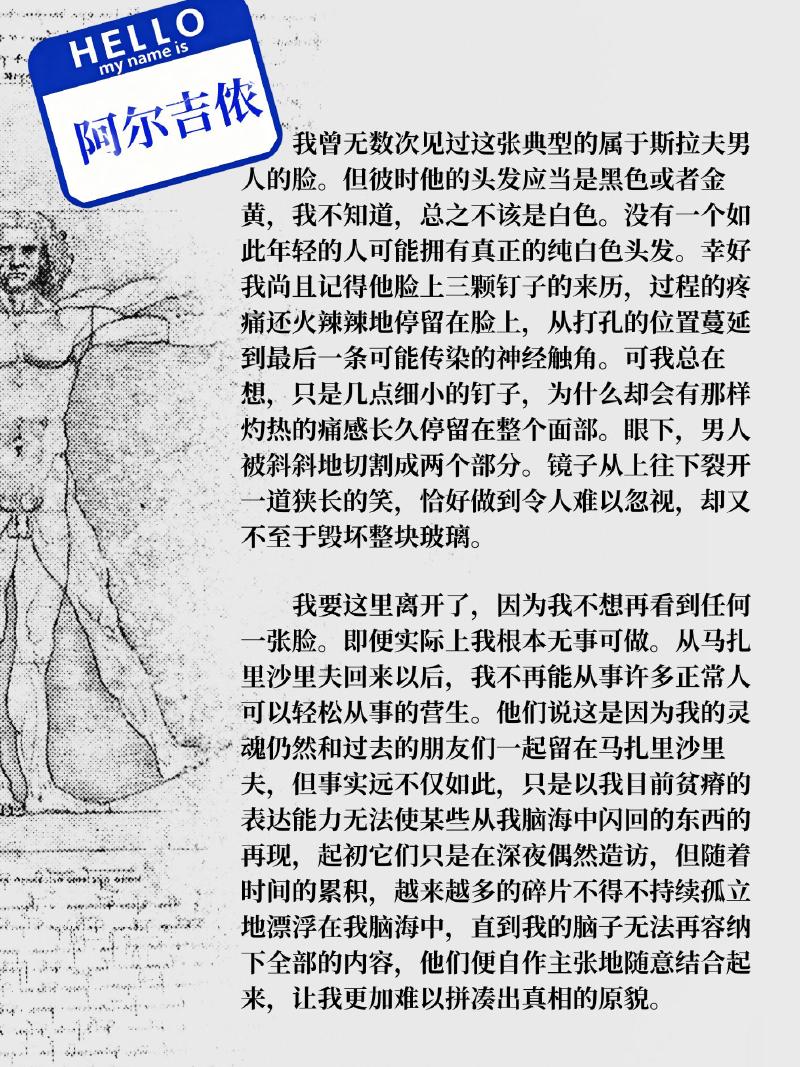 HELLO
my name is
阿尔吉侬
我曾无数次见过这张典型的属于斯拉夫男
人的脸。但彼时他的头发应当是黑色或者金
黄，我不知道，总之不该是白色。没有一个如
此年轻的人可能拥有真正的纯白色头发。幸好
我尚且记得他脸上三颗钉子的来历，过程的疼
痛还火辣辣地停留在脸上，从打孔的位置蔓延
到最后一条可能传染的神经触角。可我总在
想，只是几点细小的钉子，为什么却会有那样
灼热的痛感长久停留在整个面部。眼下，男人
被斜斜地切割成两个部分。镜子从上往下裂开
一道狭长的笑，恰好做到令人难以忽视，却又
不至于毁坏整块玻璃。
我要这里离开了，因为我不想再看到任何
一张脸。即便实际上我根本无事可做。从马扎
里沙里夫回来以后，我不再能从事许多正常人
可以轻松从事的营生。他们说这是因为我的灵
魂仍然和过去的朋友们一起留在马扎里沙里
夫，但事实远不仅如此，只是以我目前贫瘠的
表达能力无法使某些从我脑海中闪回的东西的
再现，起初它们只是在深夜偶然造访，但随着
时间的累积，越来越多的碎片不得不持续孤立
地漂浮在我脑海中，直到我的脑子无法再容纳
下全部的内容，他们便自作主张地随意结合起
来，让我更加难以拼凑出真相的原貌。